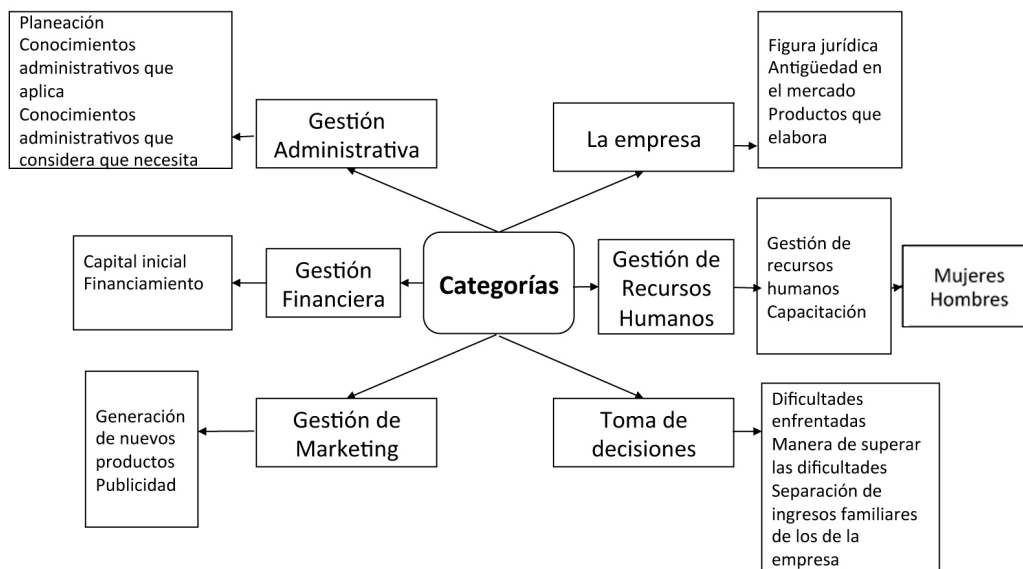 Planeación
Conocimientos
administrativos que
aplica
Conocimientos
administrativos que
considera que necesita
Gestión
Administrativa
La empresa
Figura jurídica
Antigüedad en
el mercado
Productos que
elabora
Capital inicial
Financiamiento
Gestión
Financiera
Categorías
Gestión de
Recursos
Humanos
Gestión de
recursos
humanos
Capacitación
Mujeres
Hombres
Generación
de nuevos
productos
Publicidad
Gestión de
Marketing
Toma de
decisiones
Dificultades
enfrentadas
Manera de superar
las dificultades
Separación de
ingresos familiares
de los de la
empresa